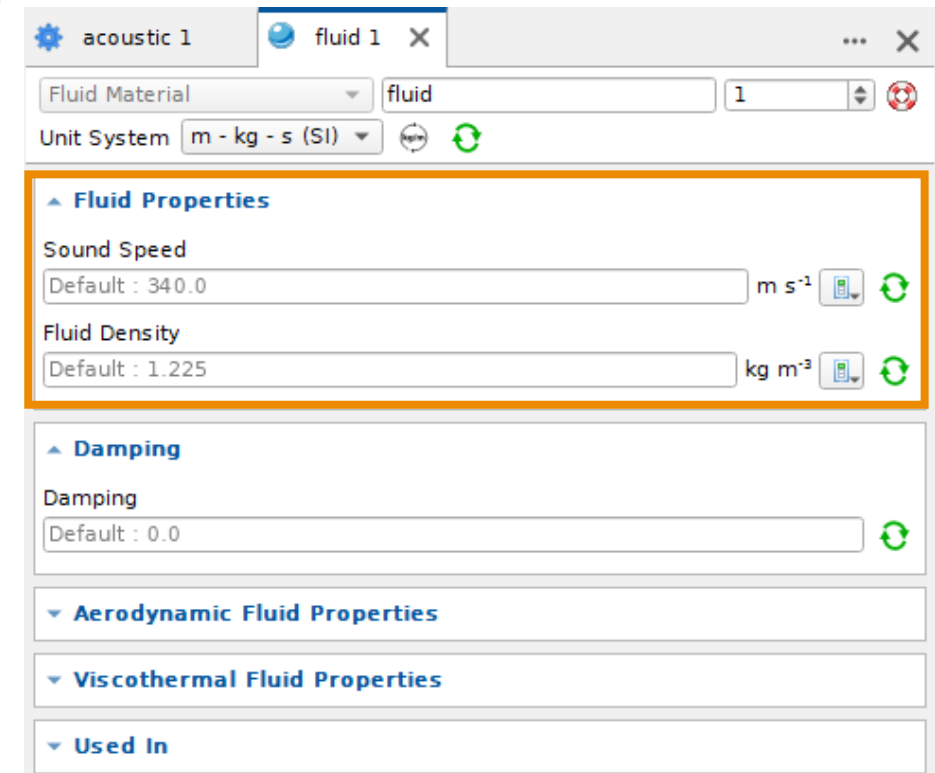 acoustic 1 fluid 1
Fluid Material fluid 1
Unit System m - kg - s (SI) kg/m
Fluid Properties
Sound Speed
Default : 340.0 m s⁻¹
Fluid Density
Default : 1.225 kg m⁻³
Damping
Damping
Default : 0.0
Aerodynamic Fluid Properties
Viscothermal Fluid Properties
Used In